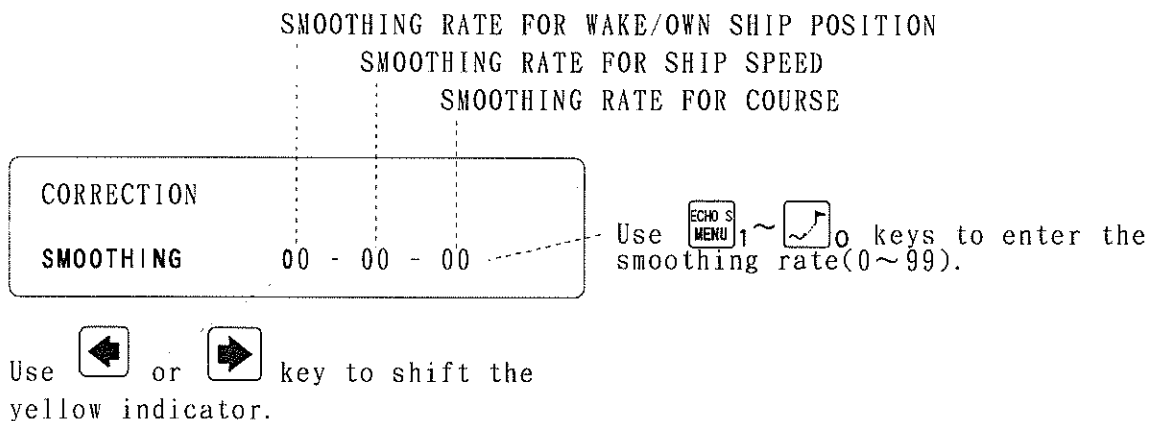 SMOOTHING RATE FOR WAKE/OWN SHIP POSITION
SMOOTHING RATE FOR SHIP SPEED
SMOOTHING RATE FOR COURSE
CORRECTION
SMOOTHING 00 - 00 - 00
Use ECHO S MENU 1 ~ 0 keys to enter the
smoothing rate(0~99).
Use or key to shift the
yellow indicator.